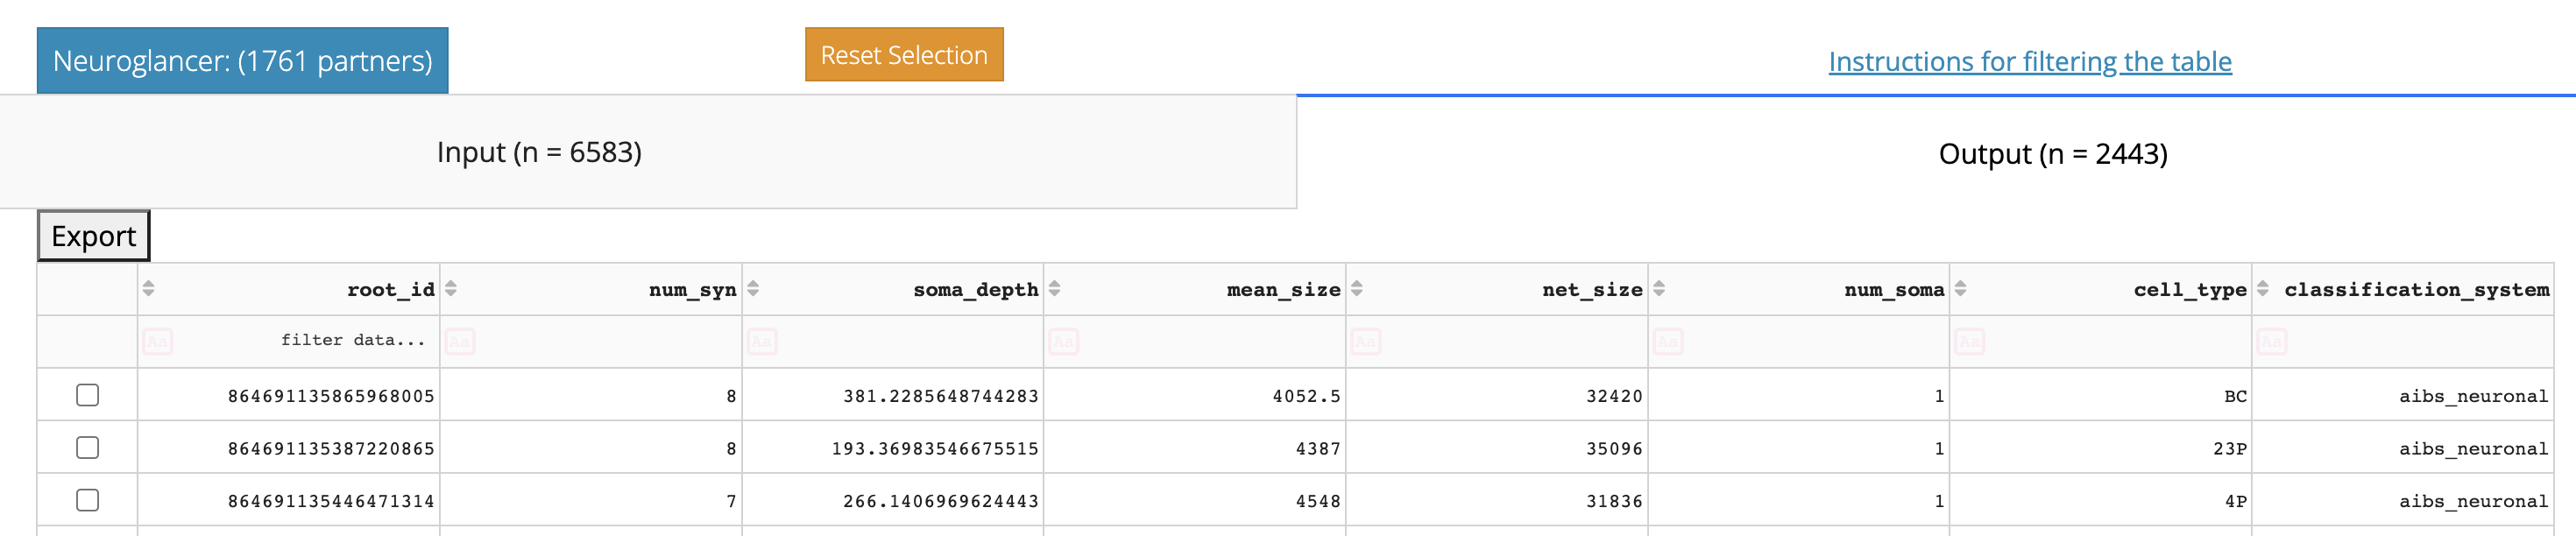 Neuroglancer: (1761 partners) Reset Selection Instructions for filtering the table
Input (n = 6583) Output (n = 2443)
Export
root_id num_syn soma_depth mean_size net_size num_soma cell_type classification_system
Aa filter data... Aa Aa Aa Aa Aa Aa Aa
864691135865968005 8 381.2285648744283 4052.5 32420 1 BC aibs_neuronal
864691135387220865 8 193.36983546675515 4387 35096 1 23P aibs_neuronal
864691135446471314 7 266.1406969624443 4548 31836 1 4P aibs_neuronal